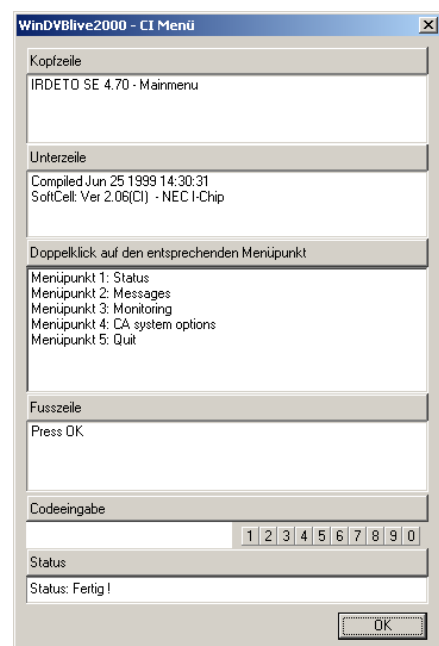 WinDVBlive2000 - CI Menü
Kopfzeile
IRDETO SE 4.70 - Mainmenu
Unterzeile
Compiled Jun 25 1999 14:30:31
SoftCell: Ver 2.06(CI) - NEC I-Chip
Doppelklick auf den entsprechenden Menüpunkt
Menüpunkt 1: Status
Menüpunkt 2: Messages
Menüpunkt 3: Monitoring
Menüpunkt 4: CA system options
Menüpunkt 5: Quit
Fusszeile
Press OK
Codeeingabe
1 2 3 4 5 6 7 8 9 0
Status
Status: Fertig !
OK